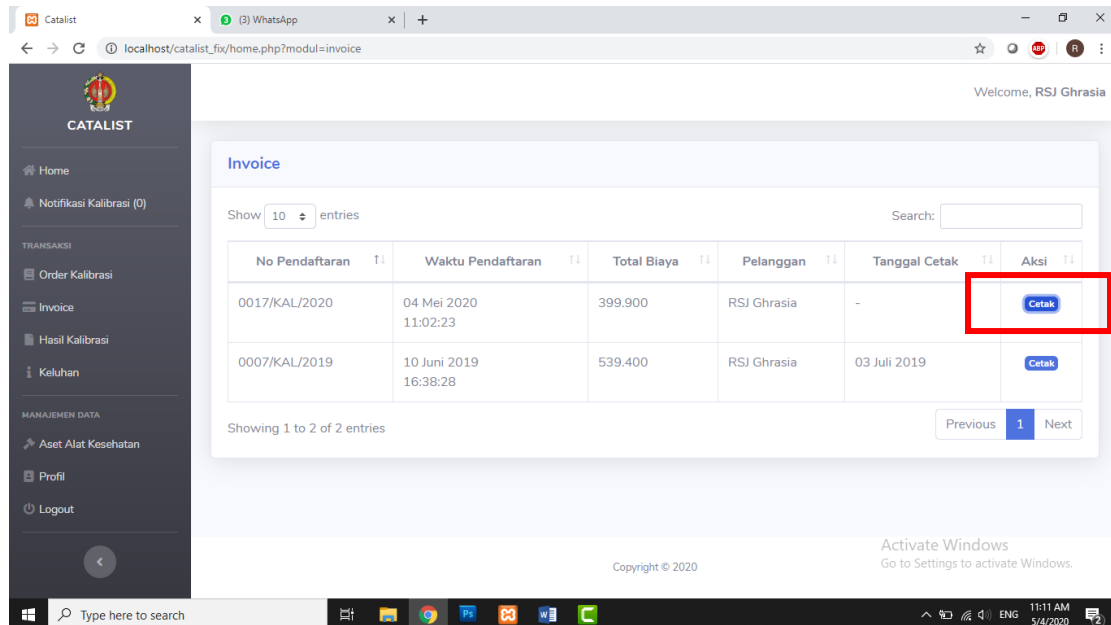 Catalist
3 (3) WhatsApp
localhost/catalist_fix/home.php?modul=invoice
ABP
R
CATALIST
Welcome, RSJ Ghrasia
Home
Notifikasi Kalibrasi (0)
TRANSAKSI
Order Kalibrasi
Invoice
Hasil Kalibrasi
Keluhan
MANAJEMEN DATA
Aset Alat Kesehatan
Profil
Logout
Invoice
Show 10 entries
Search:
No Pendaftaran Waktu Pendaftaran Total Biaya Pelanggan Tanggal Cetak Aksi
0017/KAL/2020 04 Mei 2020 399.900 RSJ Ghrasia - Cetak
11:02:23
0007/KAL/2019 10 Juni 2019 539.400 RSJ Ghrasia 03 Juli 2019 Cetak
16:38:28
Showing 1 to 2 of 2 entries
Previous 1 Next
Activate Windows
Go to Settings to activate Windows.
Copyright © 2020
Type here to search
Ps
W
ENG
11:11 AM
5/4/2020
2